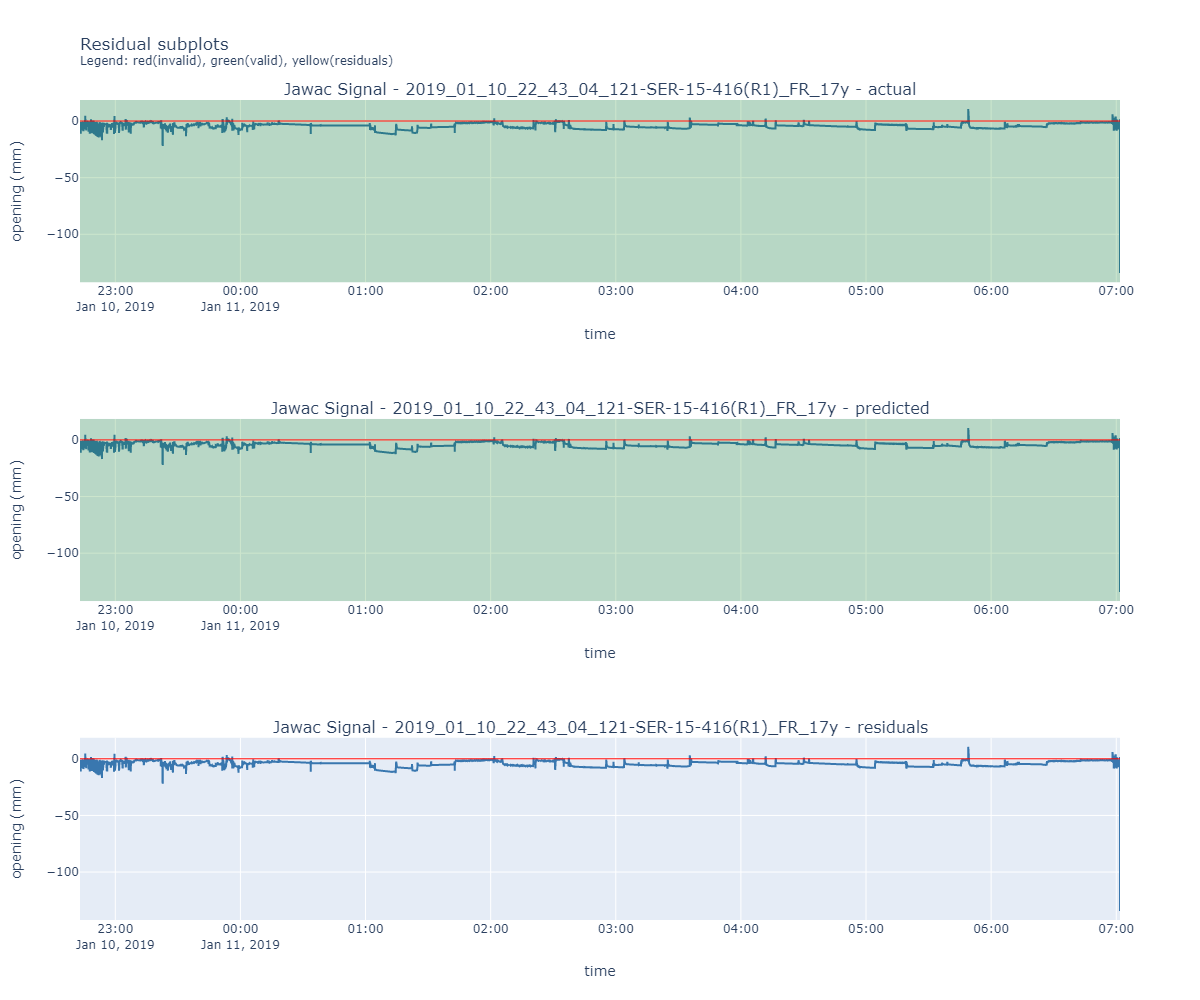 Residual subplots
Legend: red(invalid), green(valid), yellow(residuals)
Jawac Signal - 2019_01_10_22_43_04_121-SER-15-416(R1)_FR_17y - actual
opening (mm)
0
−50
−100
23:00 00:00 01:00 02:00 03:00 04:00 05:00 06:00 07:00
Jan 10, 2019 Jan 11, 2019
time
Jawac Signal - 2019_01_10_22_43_04_121-SER-15-416(R1)_FR_17y - predicted
opening (mm)
0
−50
−100
23:00 00:00 01:00 02:00 03:00 04:00 05:00 06:00 07:00
Jan 10, 2019 Jan 11, 2019
time
Jawac Signal - 2019_01_10_22_43_04_121-SER-15-416(R1)_FR_17y - residuals
opening (mm)
0
−50
−100
23:00 00:00 01:00 02:00 03:00 04:00 05:00 06:00 07:00
Jan 10, 2019 Jan 11, 2019
time